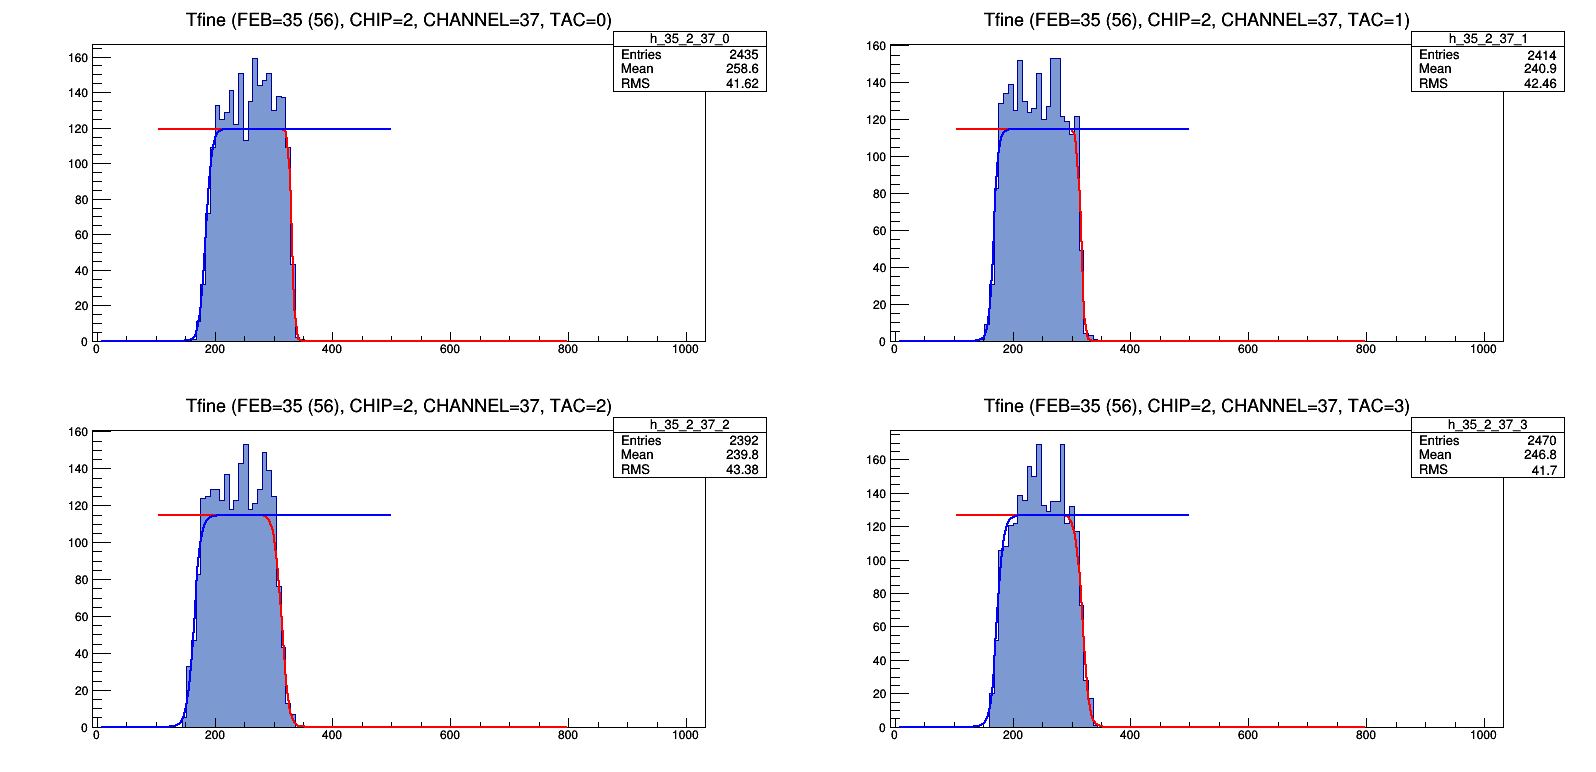 Tfine (FEB=35 (56), CHIP=2, CHANNEL=37, TAC=0)
h_35_2_37_0
Entries 2435
Mean 258.6
RMS 41.62
160
140
120
100
80
60
40
20
0
0 200 400 600 800 1000
Tfine (FEB=35 (56), CHIP=2, CHANNEL=37, TAC=1)
h_35_2_37_1
Entries 2414
Mean 240.9
RMS 42.46
160
140
120
100
80
60
40
20
0
0 200 400 600 800 1000
Tfine (FEB=35 (56), CHIP=2, CHANNEL=37, TAC=2)
h_35_2_37_2
Entries 2392
Mean 239.8
RMS 43.38
160
140
120
100
80
60
40
20
0
0 200 400 600 800 1000
Tfine (FEB=35 (56), CHIP=2, CHANNEL=37, TAC=3)
h_35_2_37_3
Entries 2470
Mean 246.8
RMS 41.7
160
140
120
100
80
60
40
20
0
0 200 400 600 800 1000